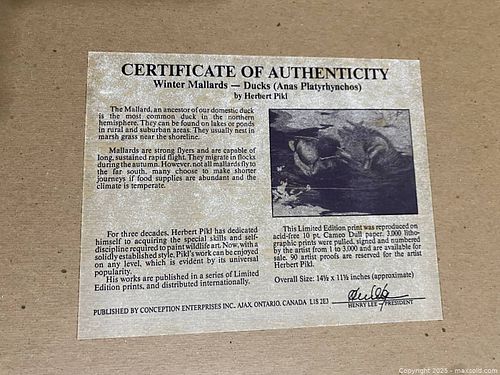 CERTIFICATE OF AUTHENTICITY
Winter Mallards — Ducks (Anas Platyrhynchos)
by Herbert Pikl
The Mallard, an ancestor of our domestic duck
is the most common duck in the northern
hemisphere. They can be found on lakes or ponds
in rural and suburban areas. They usually nest in
marsh grass near the shoreline.
Mallards are strong flyers and are capable of
long, sustained rapid flight. They migrate in flocks
during the autumn. However, not all mallards fly to
the far south, many choose to make shorter
journeys if food supplies are abundant and the
climate is temperate.
For three decades, Herbert Pikl has dedicated
himself to acquiring the special skills and self-
discipline required to paint wildlife art. Now, with a
solidly established style, Pikl's work can be enjoyed
on any level, which is evident by its universal
popularity.
His works are published in a series of Limited
Edition prints, and distributed internationally.
This Limited Edition print was reproduced on
acid-free 10 pt. Cameo Dull paper. 3,000 litho-
graphic prints were pulled, signed and numbered
by the artist from 1 to 3,000 and are available for
sale. 90 artist proofs are reserved for the artist
Herbert Pikl.
Overall Size: 14½ x 11½ inches (approximate)
PUBLISHED BY CONCEPTION ENTERPRISES INC. AJAX, ONTARIO, CANADA L1S 2E3
HENRY LEE PRESIDENT
Copyright 2025 - maxsold.com